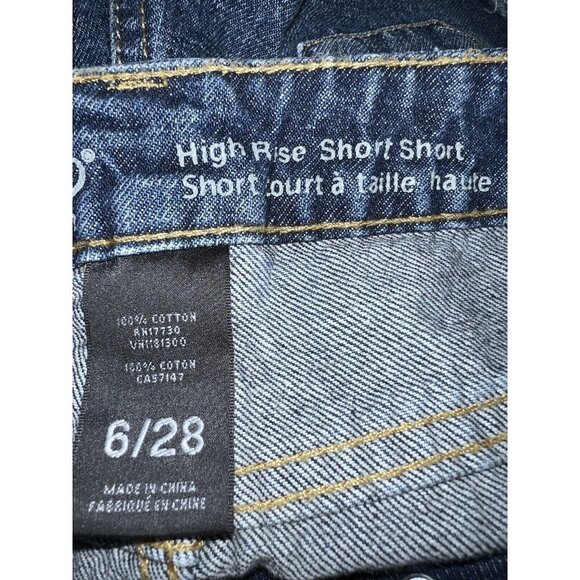 High Rise Short Short
Short court à taille haute
100% COTTON
RN17730
VN1181300
100% COTON
CA57147
6/28
MADE IN CHINA
FABRIQUÉ EN CHINE